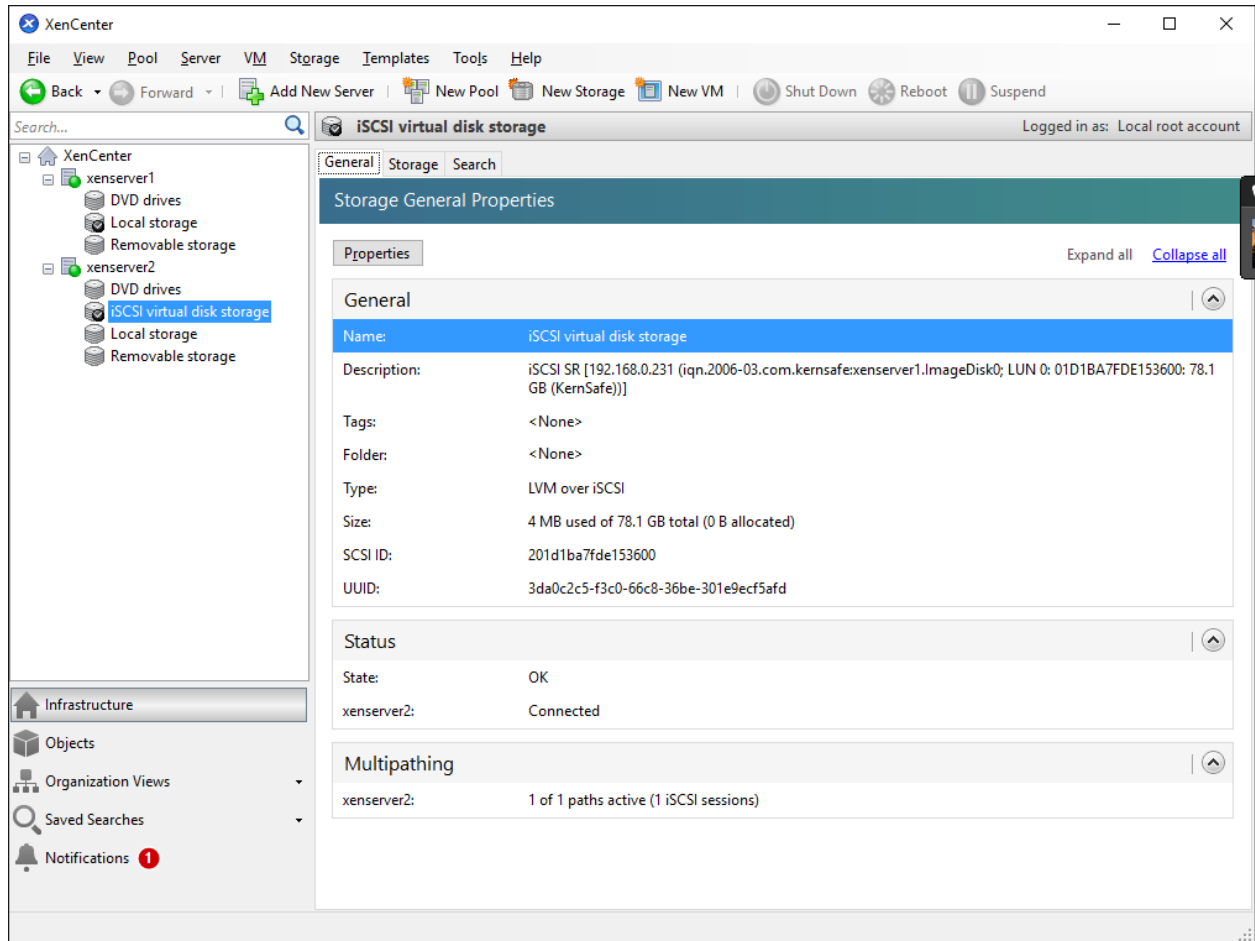 XenCenter
File View Pool Server VM Storage Templates Tools Help
Back Forward Add New Server New Pool New Storage New VM Shut Down Reboot Suspend
Search...
iSCSI virtual disk storage Logged in as: Local root account
XenCenter
xenserver1
DVD drives
Local storage
Removable storage
xenserver2
DVD drives
iSCSI virtual disk storage
Local storage
Removable storage
Infrastructure
Objects
Organization Views
Saved Searches
Notifications 1
General Storage Search
Storage General Properties
Properties Expand all Collapse all
General
Name: iSCSI virtual disk storage
Description: iSCSI SR [192.168.0.231 (iqn.2006-03.com.kernsafe:xenserver1.ImageDisk0; LUN 0: 01D1BA7FDE153600: 78.1
GB (KernSafe))]
Tags: <None>
Folder: <None>
Type: LVM over iSCSI
Size: 4 MB used of 78.1 GB total (0 B allocated)
SCSI ID: 201d1ba7fde153600
UUID: 3da0c2c5-f3c0-66c8-36be-301e9ecf5afd
Status
State: OK
xenserver2: Connected
Multipathing
xenserver2: 1 of 1 paths active (1 iSCSI sessions)